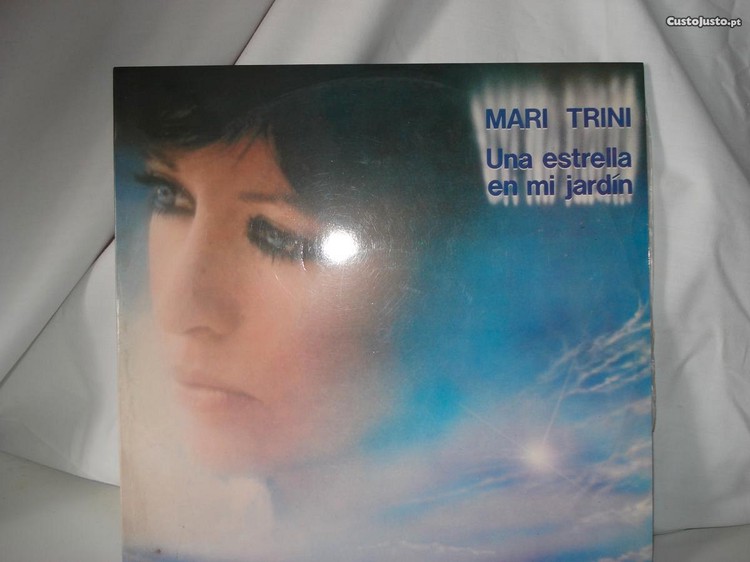 CustoJusto.pt
MARI TRINI
Una estrella
en mi jardín